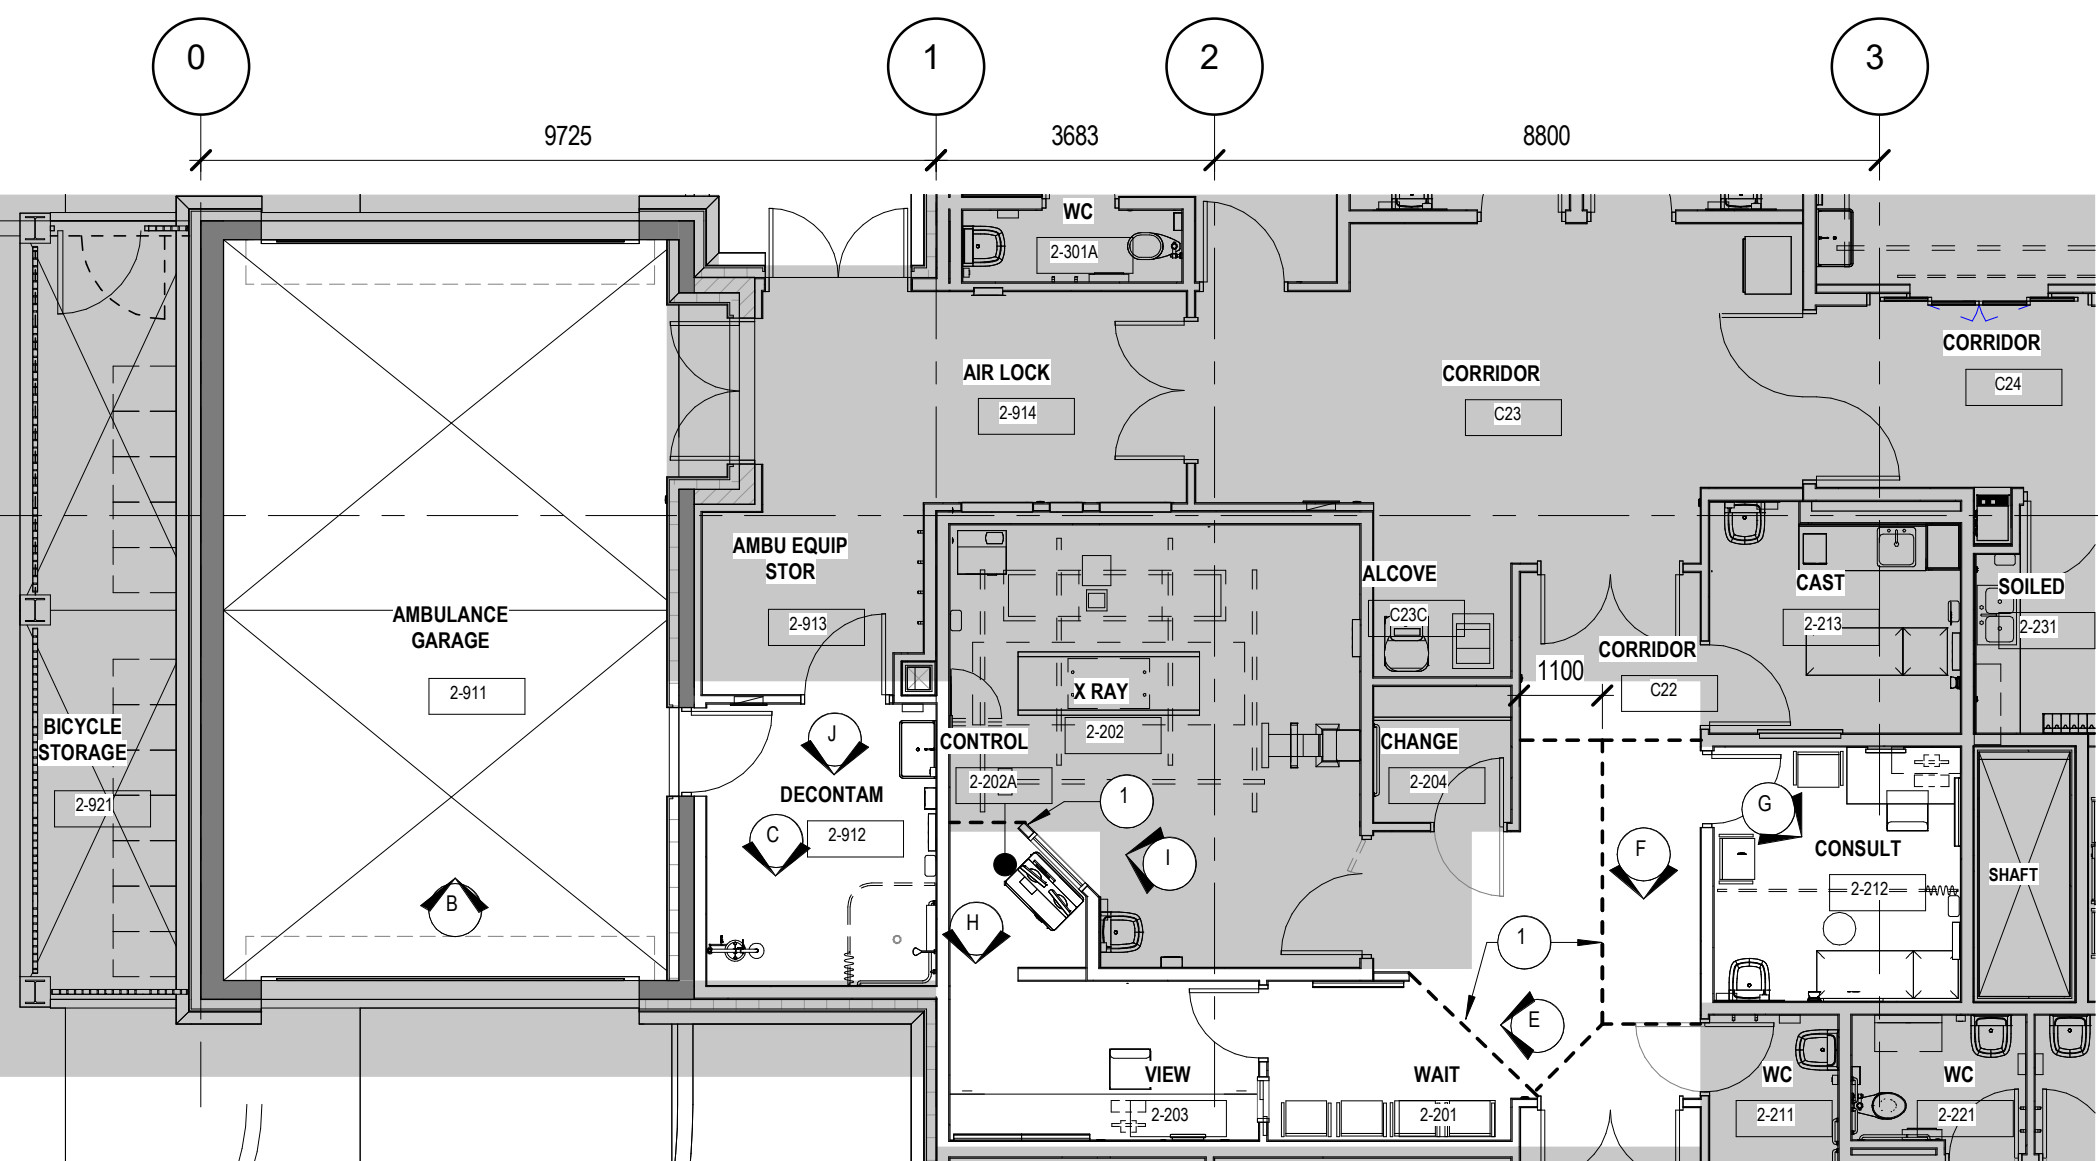 0
1
2
3
9725
3683
8800
WC
2-301A
AIR LOCK
2-914
CORRIDOR
C23
CORRIDOR
C24
AMBU EQUIP
STOR
2-913
ALCOVE
C23C
CAST
2-213
SOILED
2-231
AMBULANCE
GARAGE
2-911
X RAY
2-202
1100
CORRIDOR
C22
BICYCLE
STORAGE
2-921
J
CONTROL
2-202A
CHANGE
2-204
DECONTAM
2-912
C
1
I
G
F
CONSULT
2-212
SHAFT
B
H
1
E
VIEW
2-203
WAIT
2-201
WC
2-211
WC
2-221